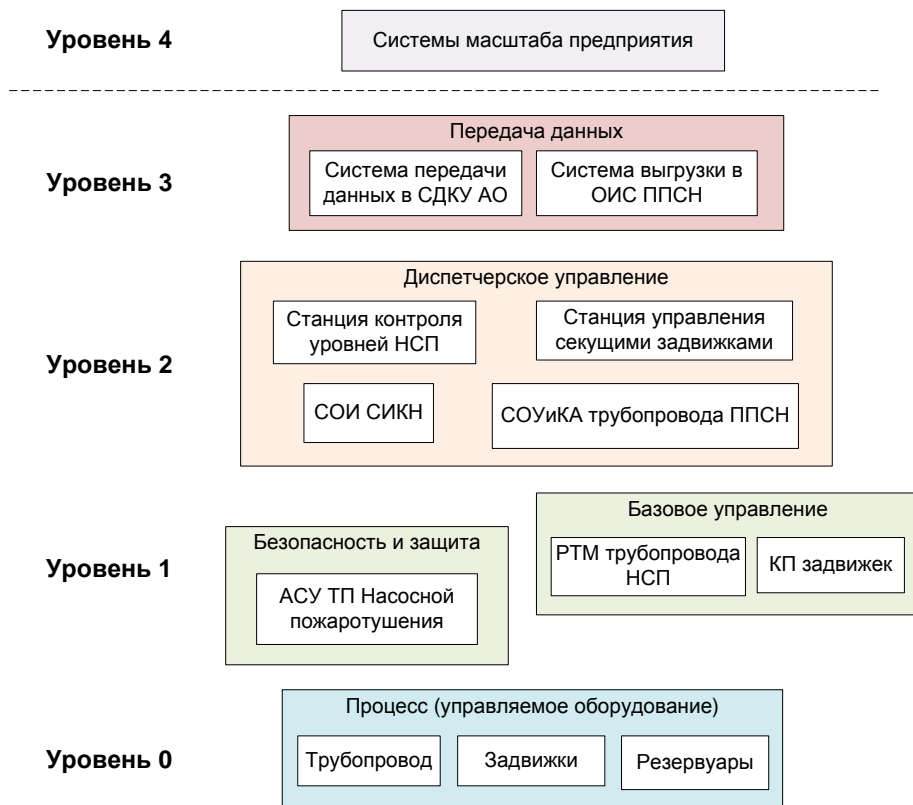 Уровень 4
Системы масштаба предприятия
Уровень 3
Передача данных
Система передачи
данных в СДКУ АО
Система выгрузки в
ОИС ППСН
Уровень 2
Диспетчерское управление
Станция контроля
уровней НСП
Станция управления
секущими задвижками
СОИ СИКН
СОУиКА трубопровода ППСН
Уровень 1
Безопасность и защита
АСУ ТП Насосной
пожаротушения
Базовое управление
РТМ трубопровода
НСП
КП задвижек
Уровень 0
Процесс (управляемое оборудование)
Трубопровод
Задвижки
Резервуары